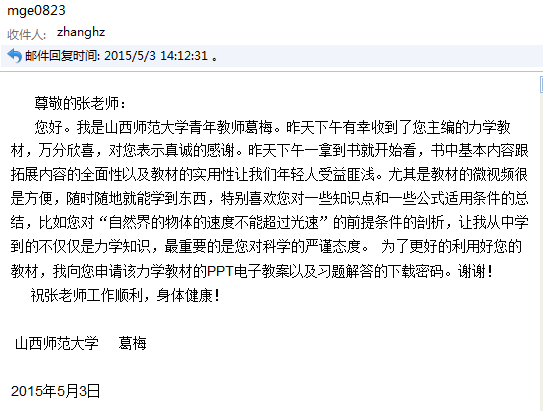 mge0823
收件人: zhanghz
邮件回复时间: 2015/5/3 14:12:31 。
尊敬的张老师：
您好。我是山西师范大学青年教师葛梅。昨天下午有幸收到了您主编的力学教
材，万分欣喜，对您表示真诚的感谢。昨天下午一拿到书就开始看，书中基本内容跟
拓展内容的全面性以及教材的实用性让我们年轻人受益匪浅。尤其是教材的微视频很
是方便，随时随地就能学到东西，特别喜欢您对一些知识点和一些公式适用条件的总
结，比如您对“自然界的物体的速度不能超过光速”的前提条件的剖析，让我从中学
到的不仅仅是力学知识，最重要的是您对科学的严谨态度。 为了更好的利用好您的
教材，我向您申请该力学教材的PPT电子教案以及习题解答的下载密码。谢谢！
祝张老师工作顺利，身体健康！
山西师范大学 葛梅
2015年5月3日